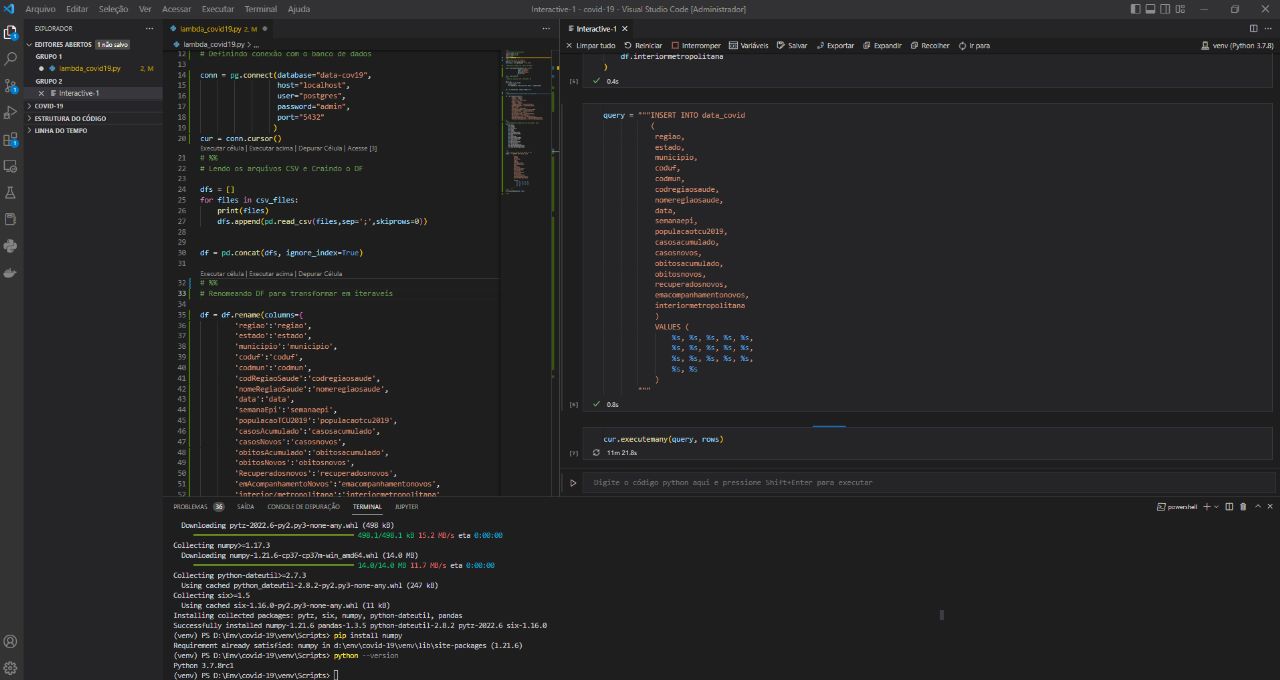 Arquivo Editar Seleção Ver Acessar Executar Terminal Ajuda
Interactive-1 - covid-19 - Visual Studio Code [Administrador]
EXPLORADOR
EDITORES ABERTOS 1 não salvo
GRUPO 1
lambda_covid19.py 2, M
GRUPO 2
Interactive-1
COVID-19
ESTRUTURA DO CÓDIGO
LINHA DO TEMPO
lambda_covid19.py 2, M
lambda_covid19.py > ...
12 # Definindo conexão com o banco de dados
13
14 conn = pg.connect(database="data-cov19",
15 host="localhost",
16 user="postgres",
17 password="admin",
18 port="5432"
19 )
20 cur = conn.cursor()
Executar célula | Executar acima | Depurar Célula | Acesse [3]
21 # %%
22 # Lendo os arquivos CSV e Craindo o DF
23
24 dfs = []
25 for files in csv_files:
26 print(files)
27 dfs.append(pd.read_csv(files,sep=';',skiprows=0))
28
29
30 df = pd.concat(dfs, ignore_index=True)
31
Executar célula | Executar acima | Depurar Célula
32 # %%
33 # Renomeando DF para transformar em iteraveis
34
35 df = df.rename(columns={
36 'regiao':'regiao',
37 'estado':'estado',
38 'municipio':'municipio',
39 'coduf':'coduf',
40 'codmun':'codmun',
41 'codRegiaoSaude':'codregiaosaude',
42 'nomeRegiaoSaude':'nomeregiaosaude',
43 'data':'data',
44 'semanaEpi':'semanaepi',
45 'populacaoTCU2019':'populacaotcu2019',
46 'casosAcumulado':'casosacumulado',
47 'casosNovos':'casosnovos',
48 'obitosAcumulado':'obitosacumulado',
49 'obitosNovos':'obitosnovos',
50 'Recuperadosnovos':'recuperadosnovos',
51 'emAcompanhamentoNovos':'emacompanhamentonovos',
52 'interior/metropolitana':'interiormetropolitana'
Interactive-1
Limpar tudo Reiniciar Interromper Variáveis Salvar Exportar Expandir Recolher Ir para
venv (Python 3.7.8)
df.interiormetropolitana
)
0.4s
query = """INSERT INTO data_covid
(
regiao,
estado,
municipio,
coduf,
codmun,
codregiaosaude,
nomeregiaosaude,
data,
semanaepi,
populacaotcu2019,
casosacumulado,
casosnovos,
obitosacumulado,
obitosnovos,
recuperadosnovos,
emacompanhamentonovos,
interiormetropolitana
)
VALUES (
%s, %s, %s, %s, %s,
%s, %s, %s, %s, %s,
%s, %s, %s, %s, %s,
%s, %s
)
"""
0.8s
cur.executemany(query, rows)
[7] 11m 21.8s
Digite o código python aqui e pressione Shift+Enter para executar
PROBLEMAS 36 SAÍDA CONSOLE DE DEPURAÇÃO TERMINAL JUPYTER
powershell
Downloading pytz-2022.6-py2.py3-none-any.whl (498 kB)
498.1/498.1 kB 15.2 MB/s eta 0:00:00
Collecting numpy>=1.17.3
Downloading numpy-1.21.6-cp37-cp37m-win_amd64.whl (14.0 MB)
14.0/14.0 MB 11.7 MB/s eta 0:00:00
Collecting python-dateutil>=2.7.3
Using cached python_dateutil-2.8.2-py2.py3-none-any.whl (247 kB)
Collecting six>=1.5
Using cached six-1.16.0-py2.py3-none-any.whl (11 kB)
Installing collected packages: pytz, six, numpy, python-dateutil, pandas
Successfully installed numpy-1.21.6 pandas-1.3.5 python-dateutil-2.8.2 pytz-2022.6 six-1.16.0
(venv) PS D:\Env\covid-19\venv\Scripts> pip install numpy
Requirement already satisfied: numpy in d:\env\covid-19\venv\lib\site-packages (1.21.6)
(venv) PS D:\Env\covid-19\venv\Scripts> python --version
Python 3.7.8rc1
(venv) PS D:\Env\covid-19\venv\Scripts>